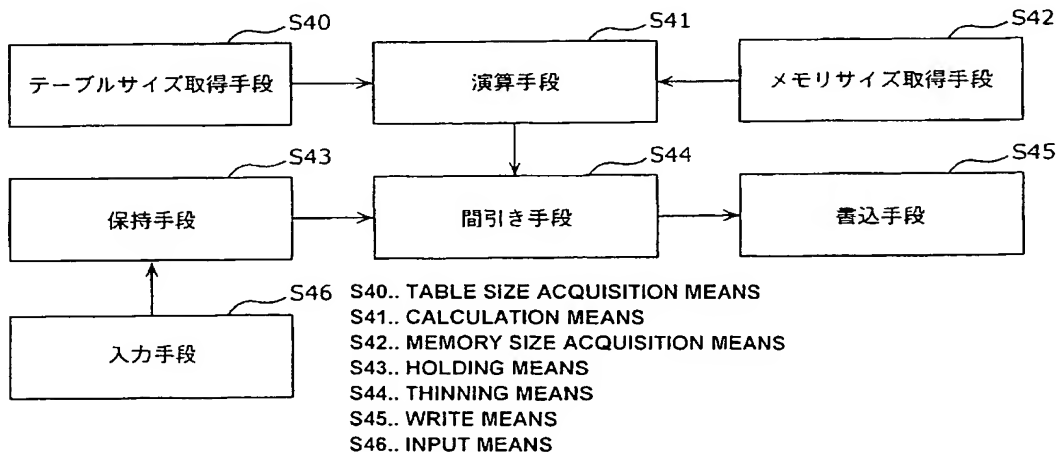 S40
S41
S42
テーブルサイズ取得手段
演算手段
メモリサイズ取得手段
S43
S44
S45
保持手段
間引き手段
書込手段
S46
入力手段
S40.. TABLE SIZE ACQUISITION MEANS
S41.. CALCULATION MEANS
S42.. MEMORY SIZE ACQUISITION MEANS
S43.. HOLDING MEANS
S44.. THINNING MEANS
S45.. WRITE MEANS
S46.. INPUT MEANS